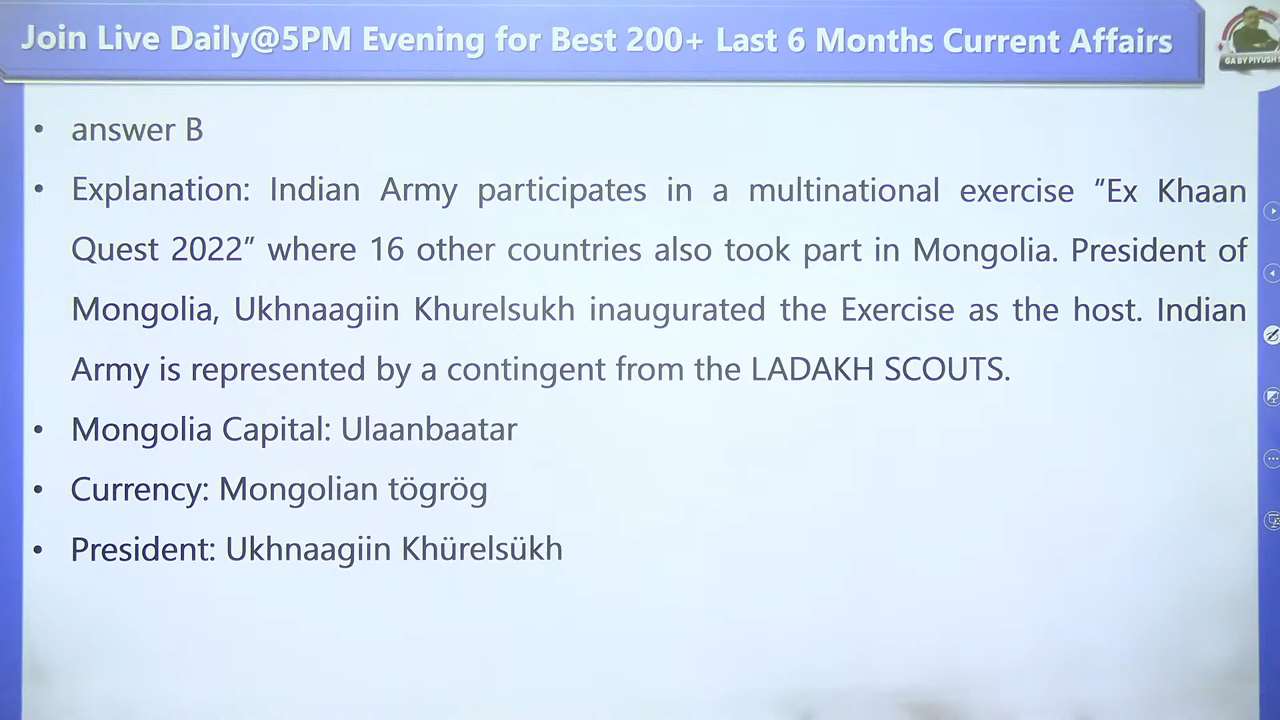 Join Live Daily@5PM Evening for Best 200+ Last 6 Months Current Affairs
GA BY PIYUSH
• answer B
• Explanation: Indian Army participates in a multinational exercise “Ex Khaan
Quest 2022” where 16 other countries also took part in Mongolia. President of
Mongolia, Ukhnaagiin Khurelsukh inaugurated the Exercise as the host. Indian
Army is represented by a contingent from the LADAKH SCOUTS.
• Mongolia Capital: Ulaanbaatar
• Currency: Mongolian tögrög
• President: Ukhnaagiin Khürelsükh